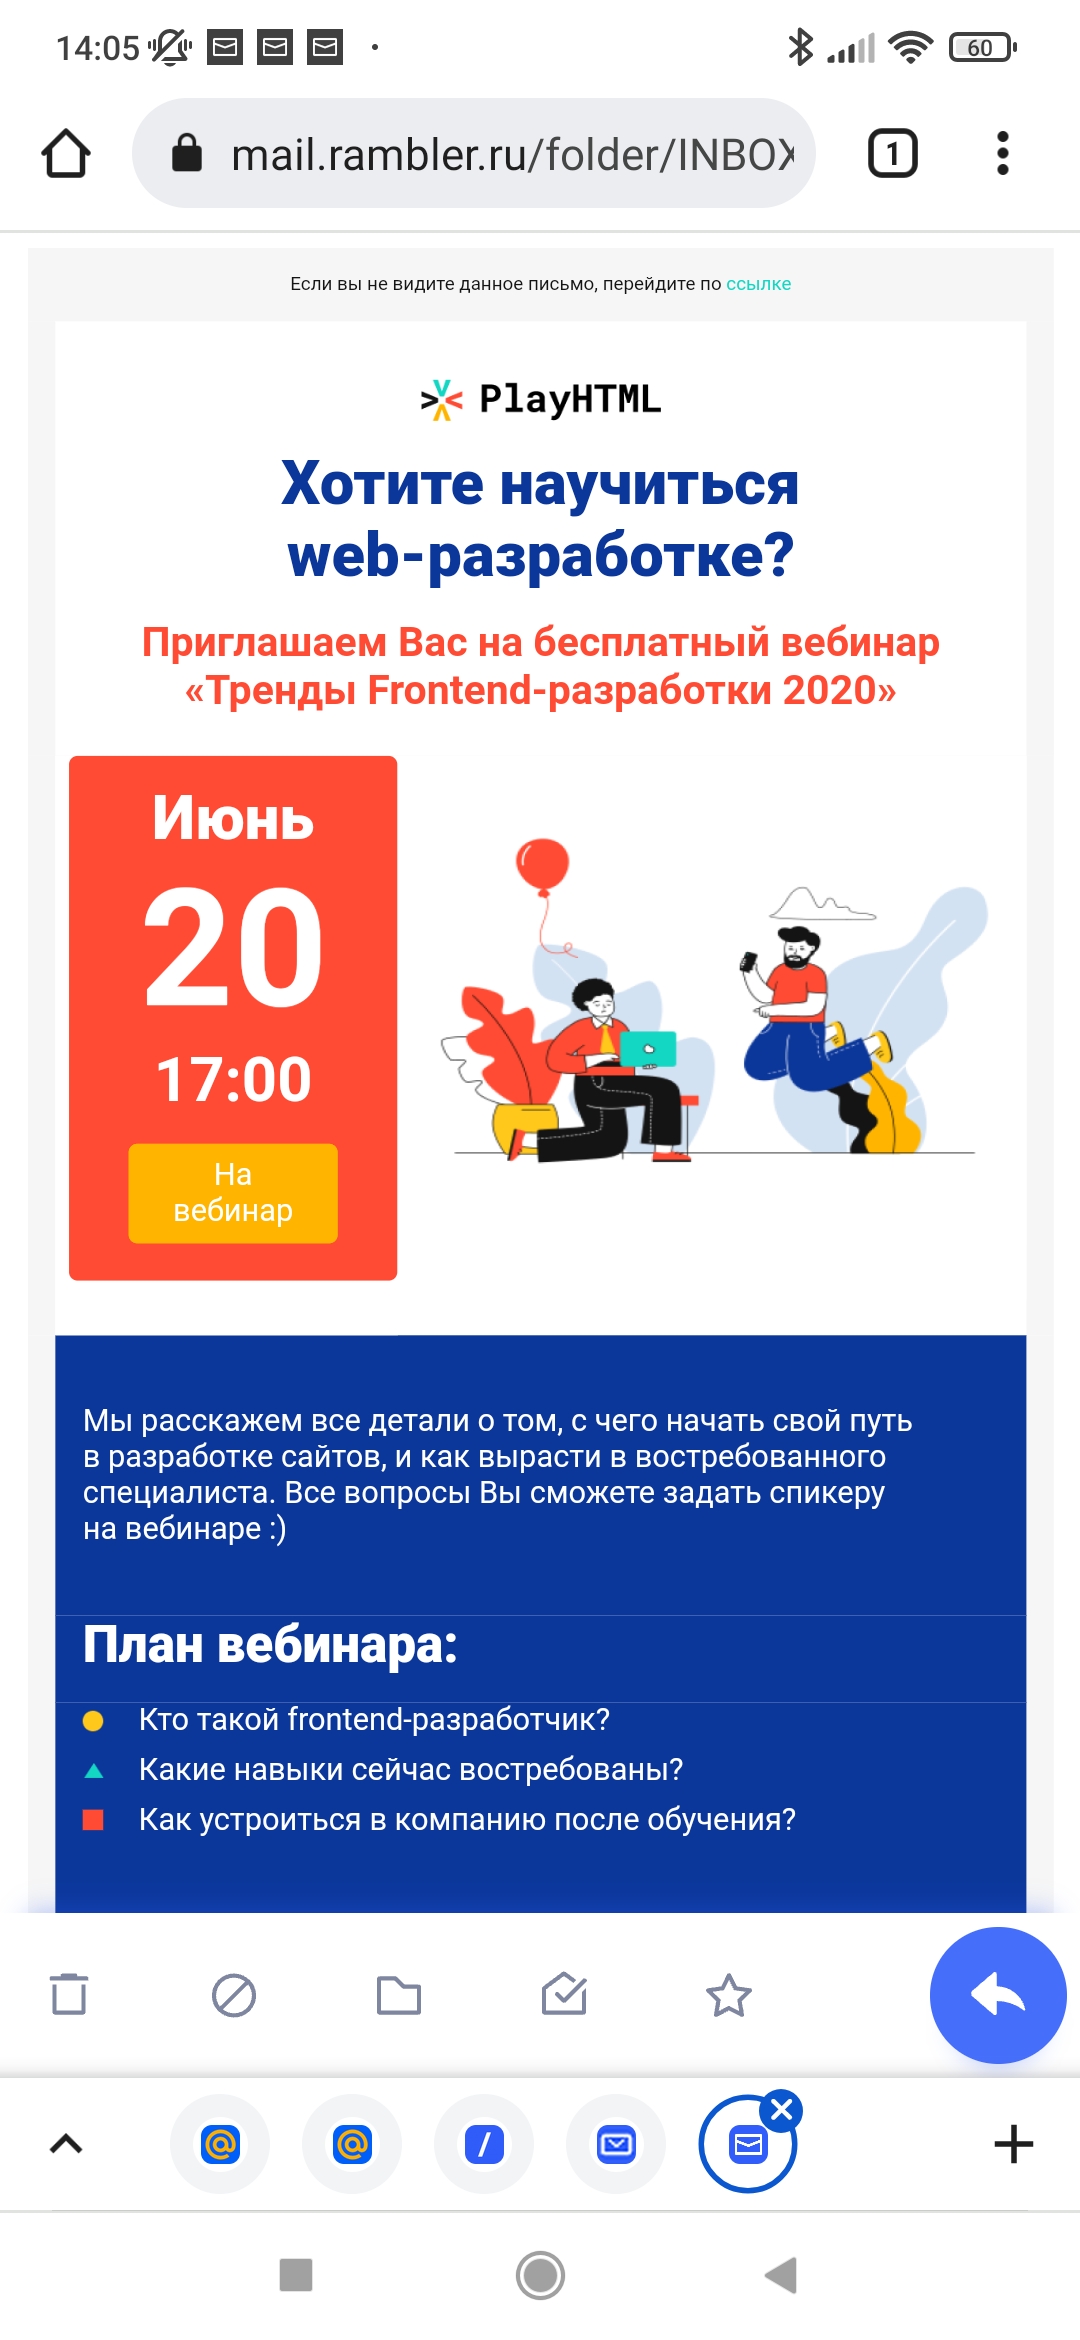 14:05
60
mail.rambler.ru/folder/INBOX
1
Если вы не видите данное письмо, перейдите по ссылке
PlayHTML
Хотите научиться
web-разработке?
Приглашаем Вас на бесплатный вебинар
«Тренды Frontend-разработки 2020»
Июнь
20
17:00
На
вебинар
Мы расскажем все детали о том, с чего начать свой путь
в разработке сайтов, и как вырасти в востребованного
специалиста. Все вопросы Вы сможете задать спикеру
на вебинаре :)
План вебинара:
Кто такой frontend-разработчик?
Какие навыки сейчас востребованы?
Как устроиться в компанию после обучения?